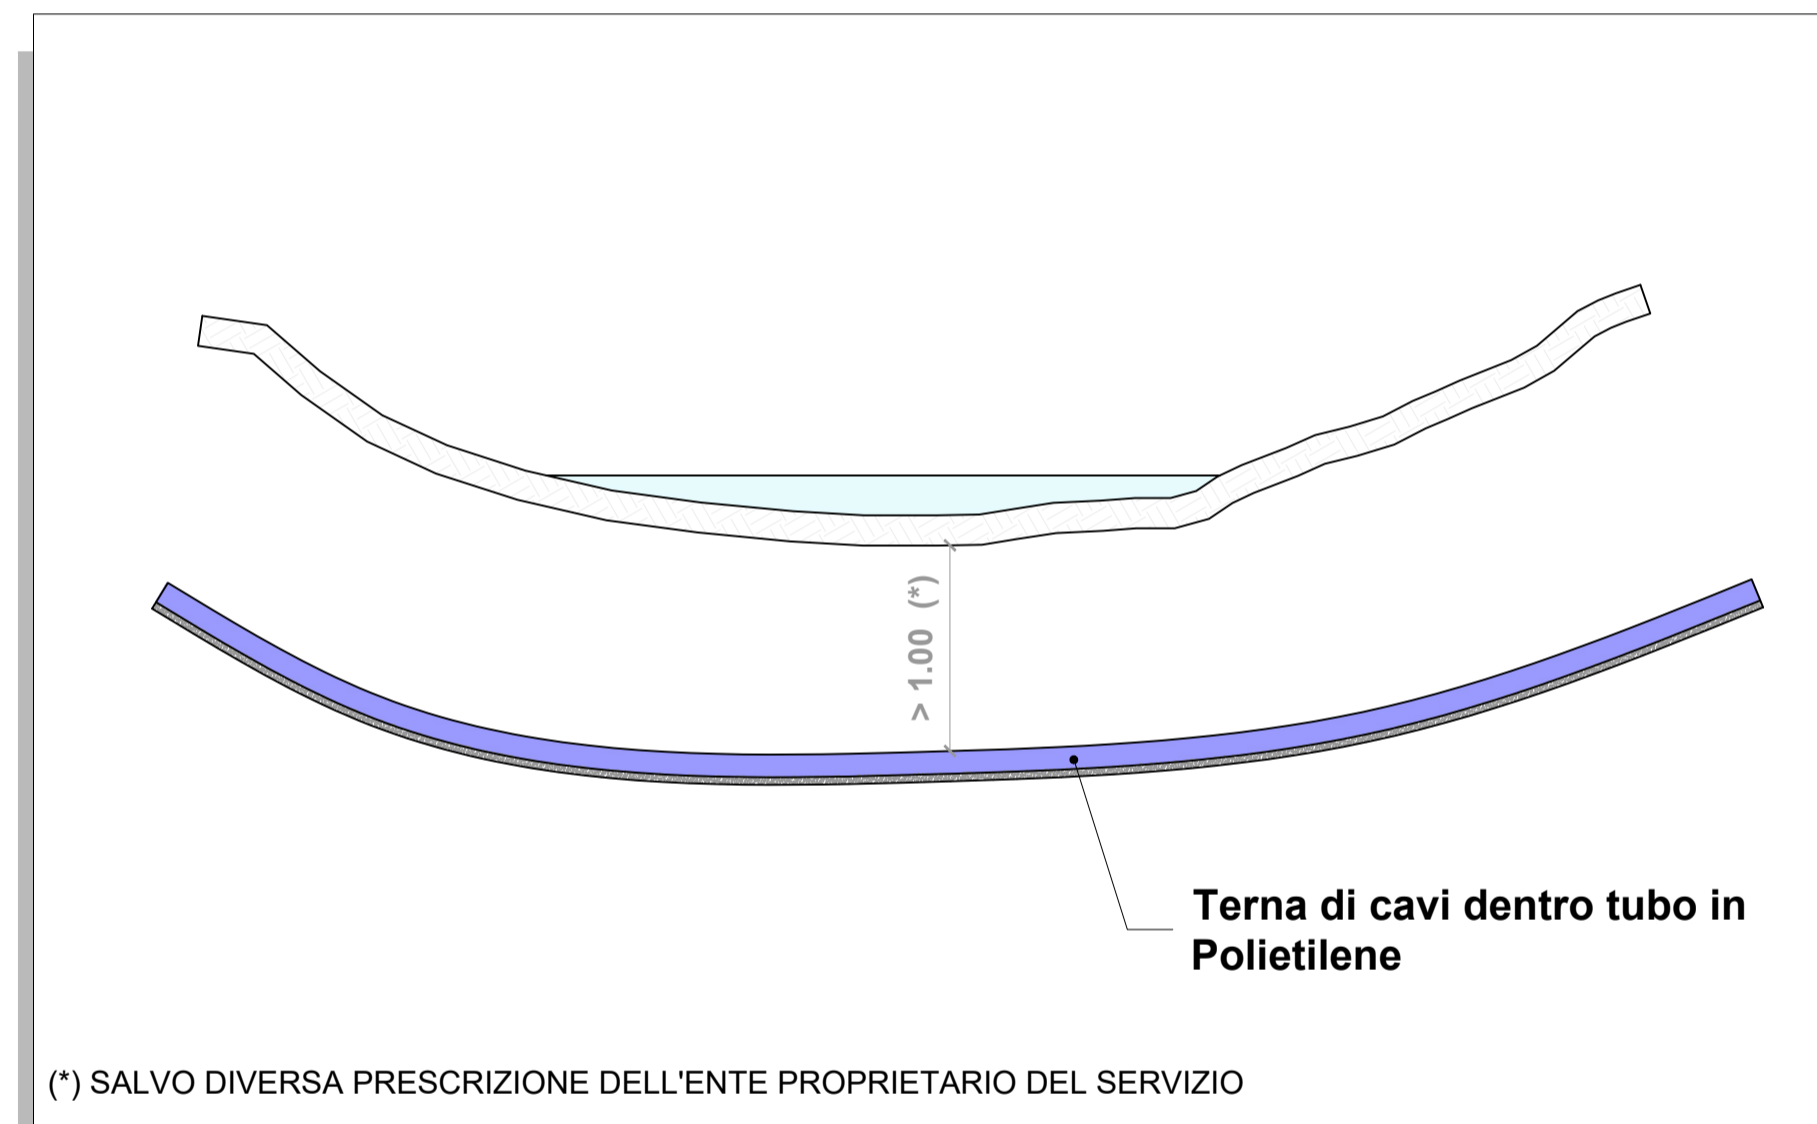 > 1.00 (*)
Terna di cavi dentro tubo in
Polietilene
(*) SALVO DIVERSA PRESCRIZIONE DELL'ENTE PROPRIETARIO DEL SERVIZIO